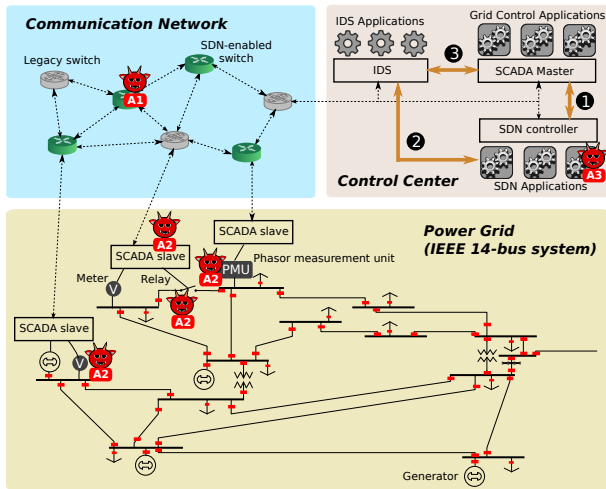 Communication Network
Legacy switch
SDN-enabled
switch
A1
IDS Applications
Grid Control Applications
IDS
3
SCADA Master
1
2
SDN controller
A3
SDN Applications
Control Center
Power Grid
(IEEE 14-bus system)
SCADA slave
A2
SCADA slave
A2
PMU
Phasor measurement unit
Meter
Relay
V
A2
SCADA slave
V
A2
Generator